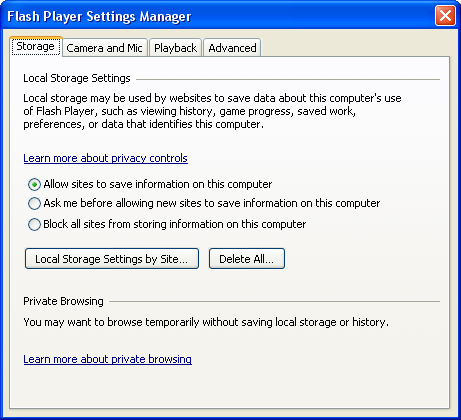 Flash Player Settings Manager
Storage Camera and Mic Playback Advanced
Local Storage Settings
Local storage may be used by websites to save data about this computer's use
of Flash Player, such as viewing history, game progress, saved work,
preferences, or data that identifies this computer.
Learn more about privacy controls
Allow sites to save information on this computer
Ask me before allowing new sites to save information on this computer
Block all sites from storing information on this computer
Local Storage Settings by Site... Delete All...
Private Browsing
You may want to browse temporarily without saving local storage or history.
Learn more about private browsing